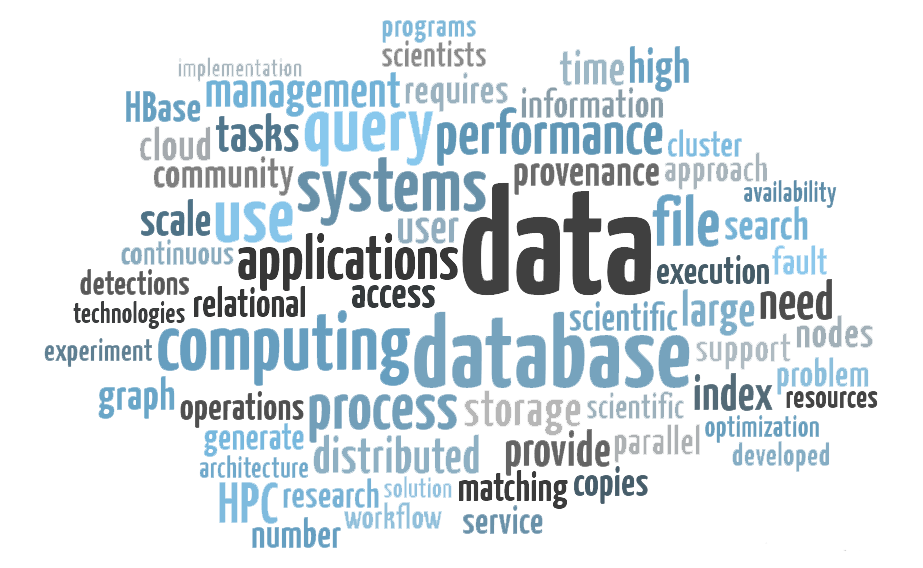 programs
scientists
implementation
time high
management requires
HBase
information
tasks query performance
cloud
cluster
community systems provenance approach
availability
scale use user data file search
continuous applications execution fault
detections
technologies relational access
scientific large need
experiment computing database support nodes
graph operations process storage scientific index problem
resources
generate distributed provide parallel optimization
architecture
developed
HPC research solution matching copies
number workflow service